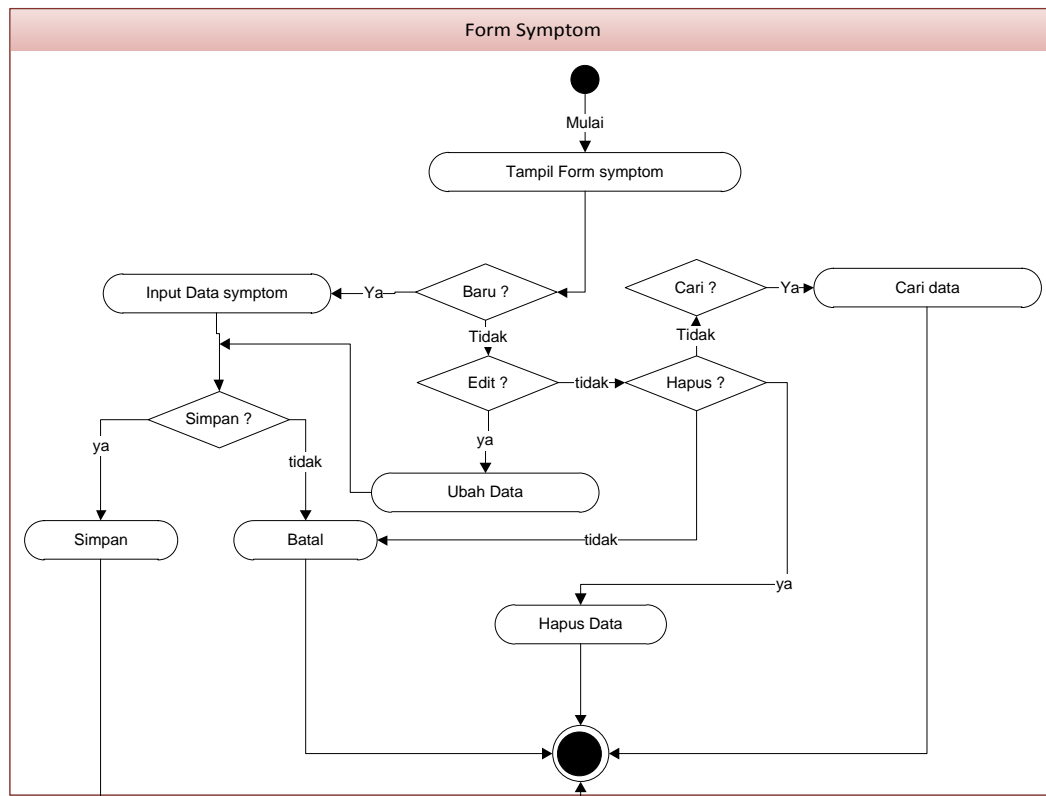 Form Symptom
Mulai
Tampil Form symptom
Input Data symptom
Ya
Baru ?
Cari ?
Ya
Cari data
Tidak
Tidak
Edit ?
tidak
Hapus ?
Simpan ?
ya
ya
tidak
Ubah Data
Simpan
Batal
tidak
ya
Hapus Data